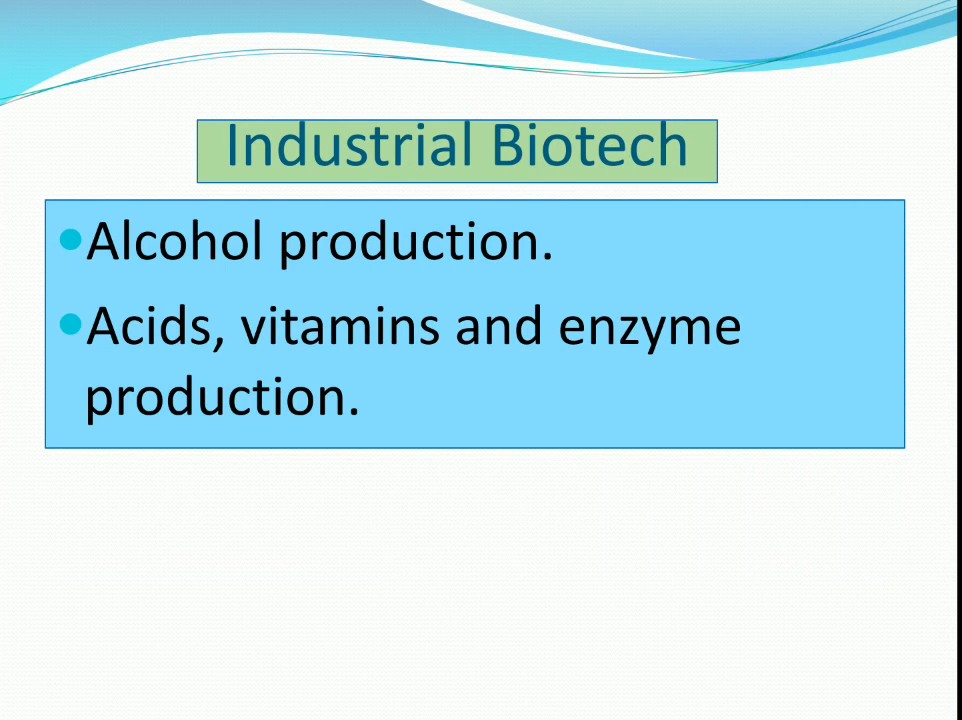 Industrial Biotech
•Alcohol production.
•Acids, vitamins and enzyme
production.